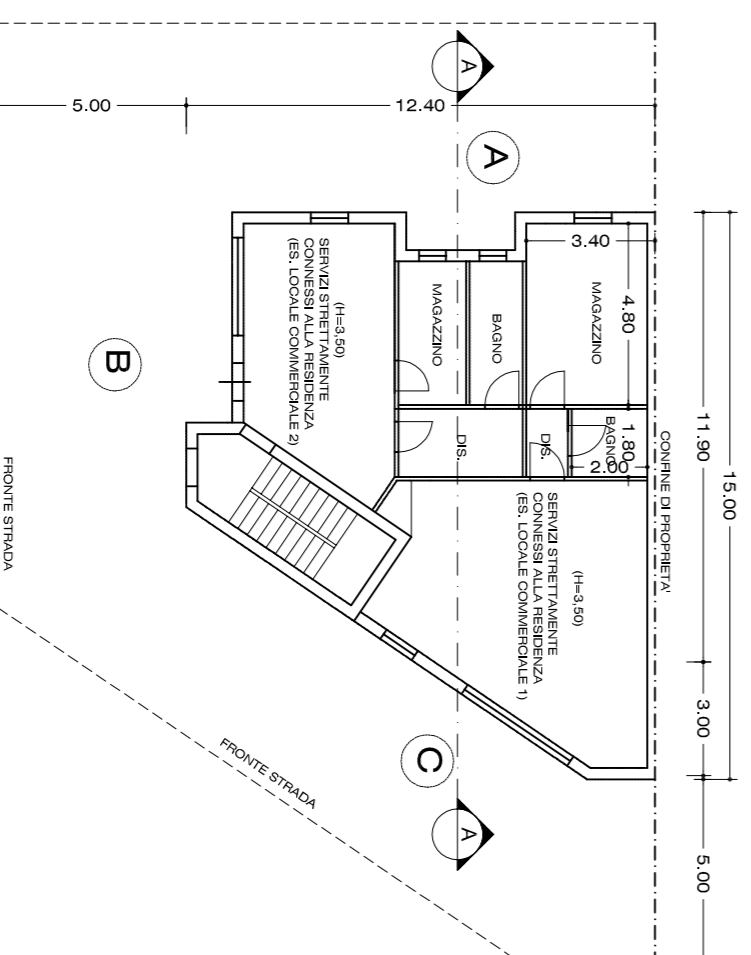 5.00
12.40
A
A
3.40
4.80
MAGAZZINO
MAGAZZINO
BAGNO
(H=3,50)
SERVIZI STRETTAMENTE
CONNESSI ALLA RESIDENZA
(ES. LOCALE COMMERCIALE 2)
B
DIS.
DIS.
BAGNO
1.80
2.00
CONFINE DI PROPRIETA'
11.90
15.00
3.00
5.00
(H=3,50)
SERVIZI STRETTAMENTE
CONNESSI ALLA RESIDENZA
(ES. LOCALE COMMERCIALE 1)
FRONTE STRADA
FRONTE STRADA
C
A